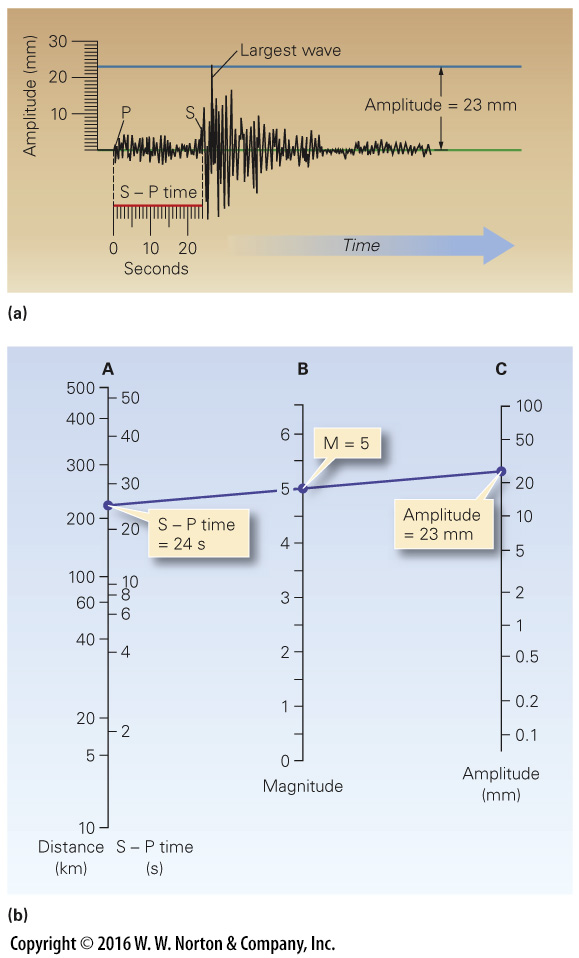 Amplitude (mm)
30
20
10
Largest wave
Amplitude = 23 mm
P
S
S – P time
0 10 20
Seconds
Time
(a)
A
500
400
300
200
100
60
40
20
5
10
50
40
30
20
10
8
6
4
2
Distance
(km)
S – P time
(s)
S – P time
= 24 s
B
6
5
4
3
2
1
0
Magnitude
M = 5
C
100
50
20
10
5
2
1
0.5
0.2
0.1
Amplitude
(mm)
Amplitude
= 23 mm
(b)
Copyright © 2016 W. W. Norton & Company, Inc.